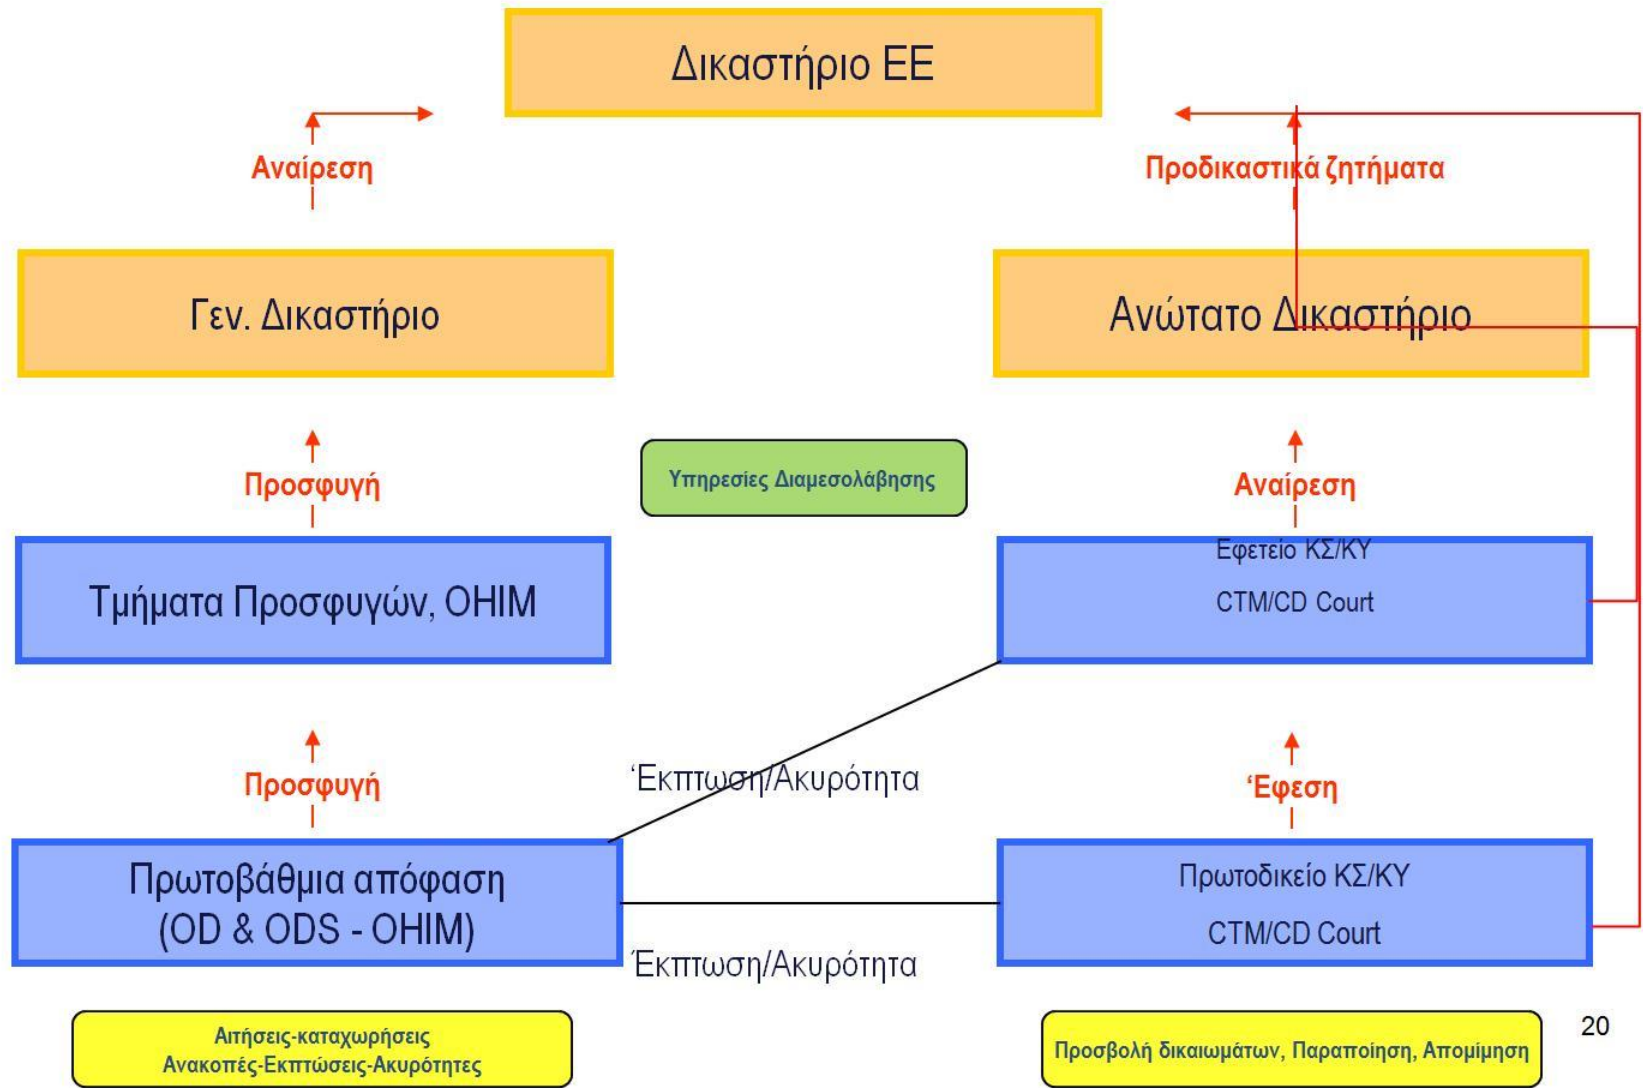 Δικαστήριο ΕΕ
Αναίρεση
Προδικαστικά ζητήματα
Γεν. Δικαστήριο
Ανώτατο Δικαστήριο
Προσφυγή
Υπηρεσίες Διαμεσολάβησης
Αναίρεση
Τμήματα Προσφυγών, OHIM
Εφετείο ΚΣ/ΚΥ
CTM/CD Court
Προσφυγή
‘Εκπτωση/Ακυρότητα
‘Εφεση
Πρωτοβάθμια απόφαση
(OD & ODS - OHIM)
Πρωτοδικείο ΚΣ/ΚΥ
CTM/CD Court
Έκπτωση/Ακυρότητα
Αιτήσεις-καταχωρήσεις
Ανακοπές-Εκπτώσεις-Ακυρότητες
Προσβολή δικαιωμάτων, Παραποίηση, Απομίμηση
20